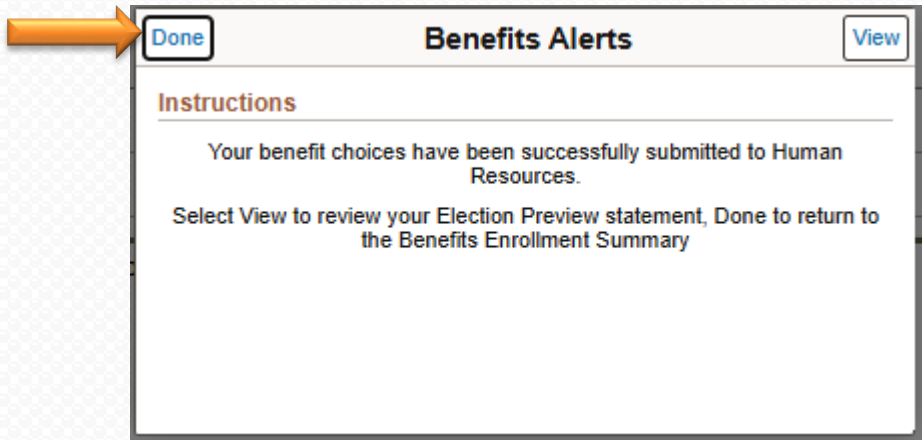 Done Benefits Alerts View
Instructions
Your benefit choices have been successfully submitted to Human
Resources.
Select View to review your Election Preview statement, Done to return to
the Benefits Enrollment Summary